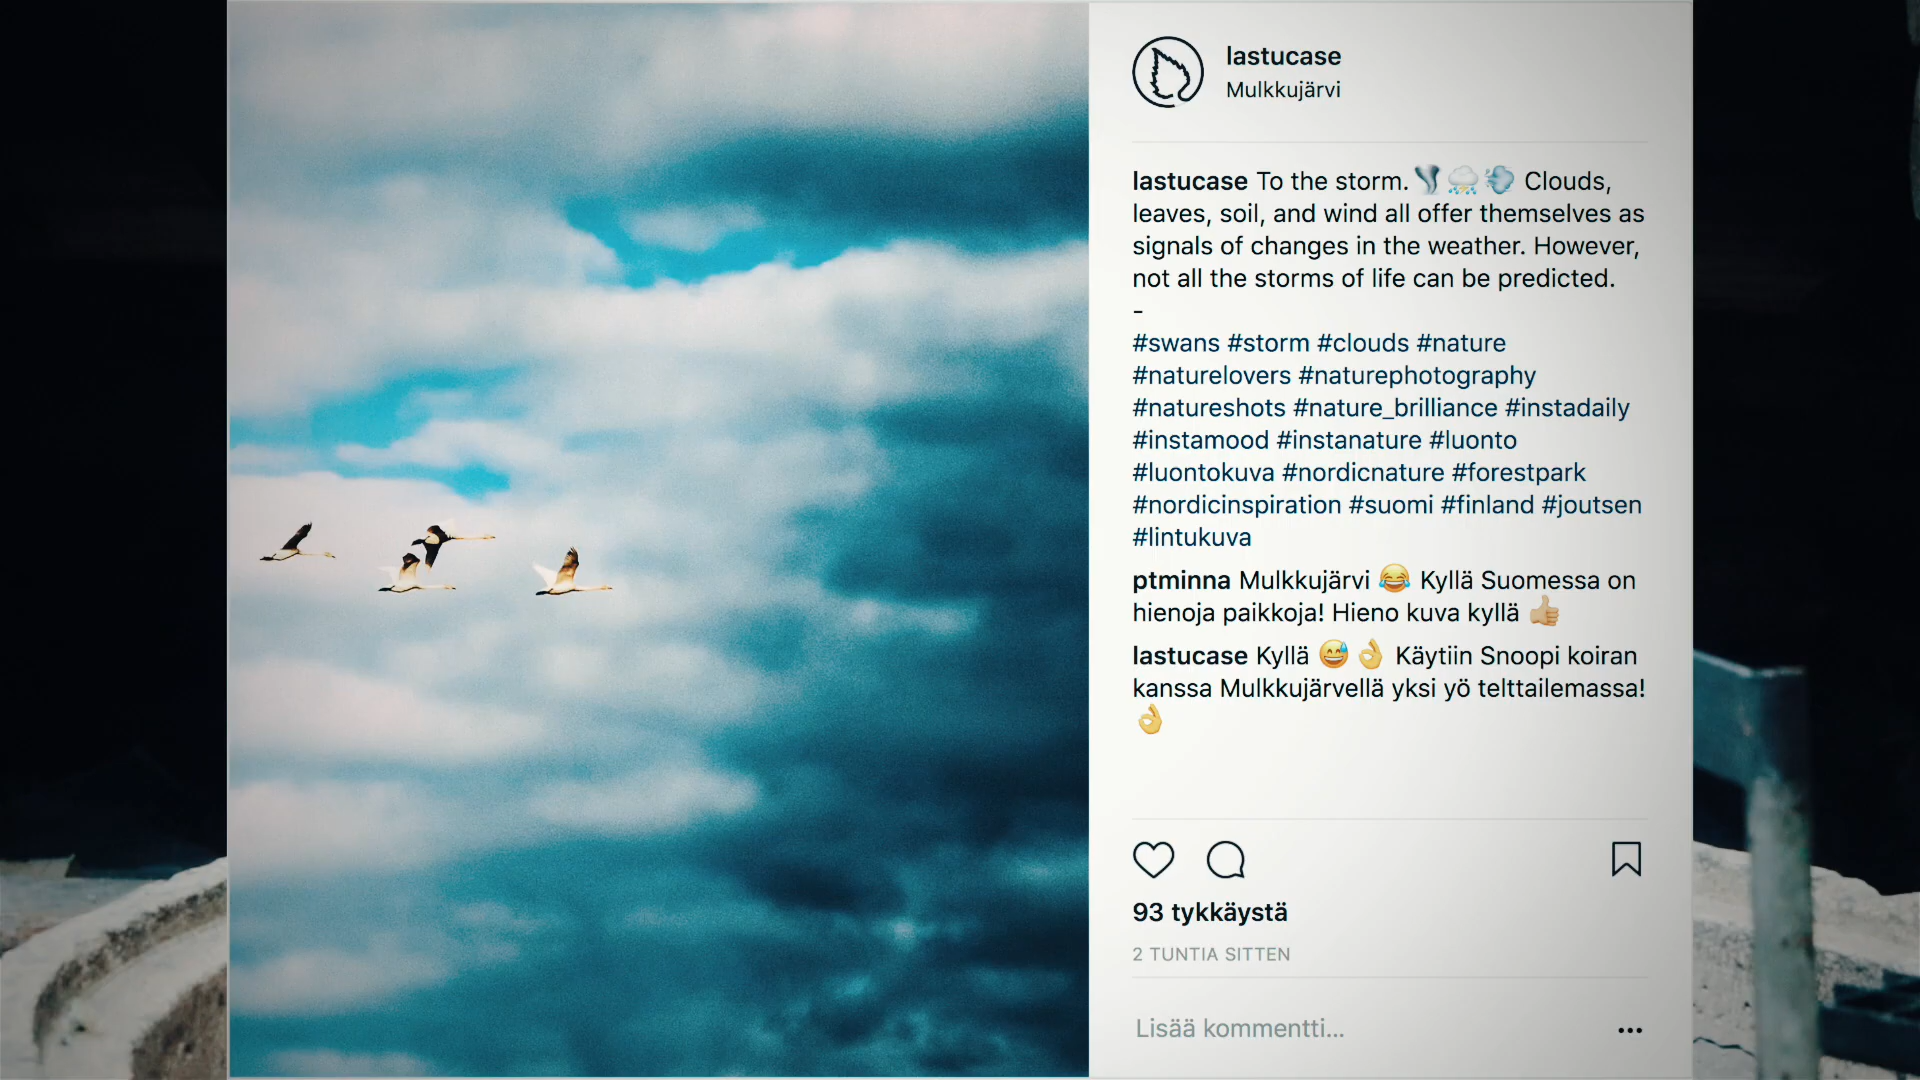 lastucase
Mulkkujärvi
lastucase To the storm.🌪️🌧️💨 Clouds,
leaves, soil, and wind all offer themselves as
signals of changes in the weather. However,
not all the storms of life can be predicted.
-
#swans #storm #clouds #nature
#naturelovers #naturephotography
#natureshots #nature_brilliance #instadaily
#instamood #instanature #luonto
#luontokuva #nordicnature #forestpark
#nordicinspiration #suomi #finland #joutsen
#lintukuva
ptminna Mulkkujärvi 😂 Kyllä Suomessa on
hienoja paikkoja! Hieno kuva kyllä 👍🏼
lastucase Kyllä 😅 👌 Käytiin Snoopi koiran
kanssa Mulkkujärvellä yksi yö telttailemassa!
👌
93 tykkäystä
2 TUNTIA SITTEN
Lisää kommentti...